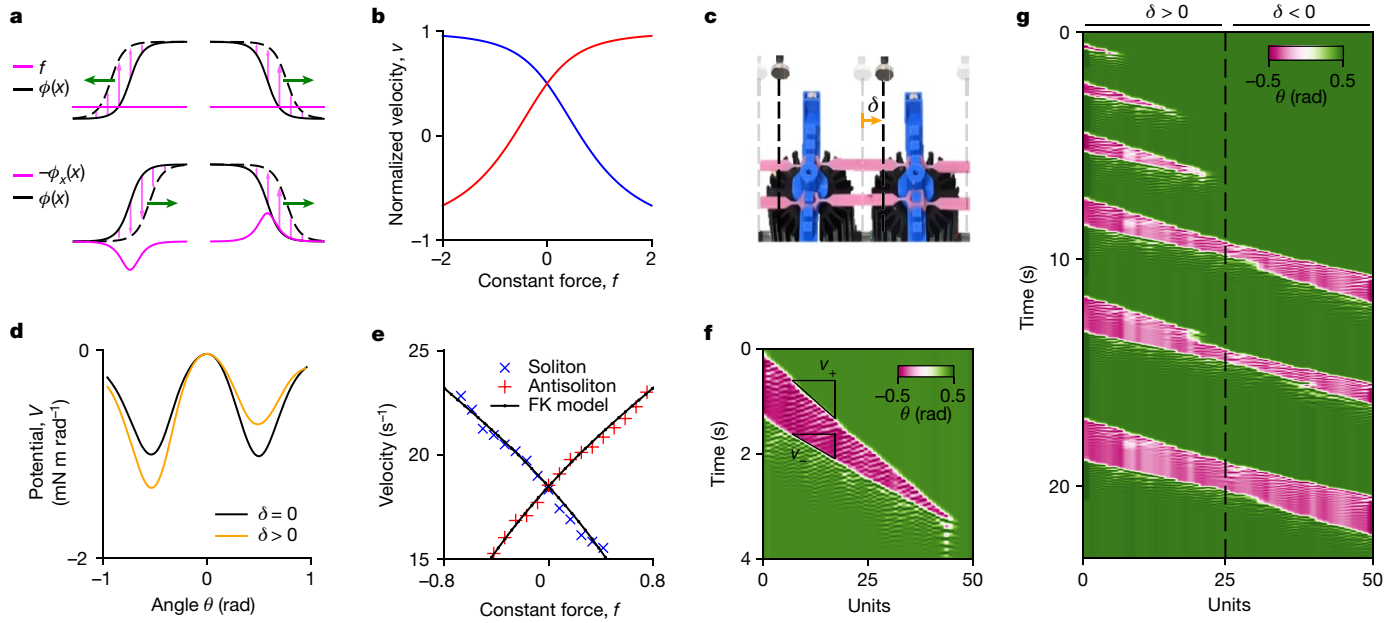 a
f
ϕ(x)
−ϕx(x)
ϕ(x)
b
Normalized velocity, v
1
0
−1
−2
0
2
Constant force, f
c
δ
d
Potential, V
(mN m rad−1)
0
−2
−1
0
1
δ = 0
δ > 0
Angle θ (rad)
e
Velocity (s−1)
25
20
15
Soliton
Antisoliton
FK model
−0.8
0
0.8
Constant force, f
f
Time (s)
0
2
4
v+
v−
−0.5
0.5
θ (rad)
0
25
50
Units
g
δ > 0
δ < 0
Time (s)
0
10
20
−0.5
0.5
θ (rad)
0
25
50
Units